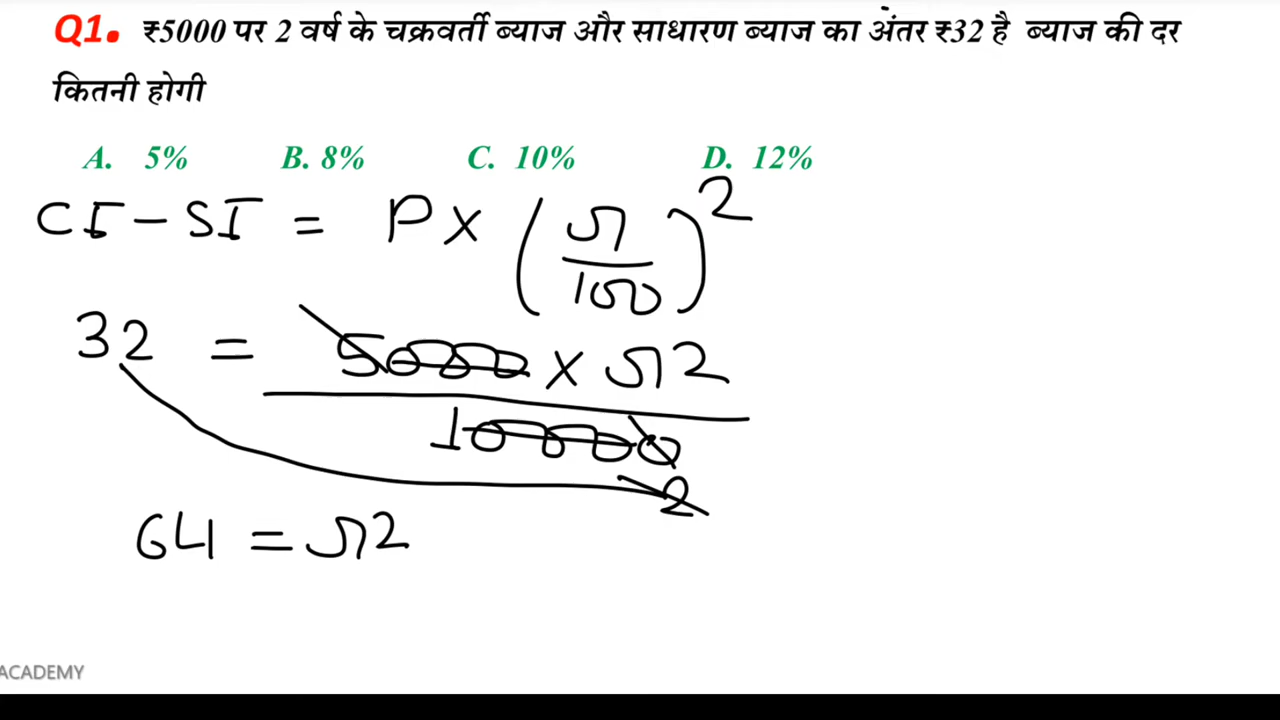 Q1. ₹5000 पर 2 वर्ष के चक्रवर्ती ब्याज और साधारण ब्याज का अंतर ₹32 है ब्याज की दर
कितनी होगी
A. 5% B. 8% C. 10% D. 12%
CI - SI = P × (r/100)²
32 = 5000 × r2 / 10000
2
64 = r2
ACADEMY